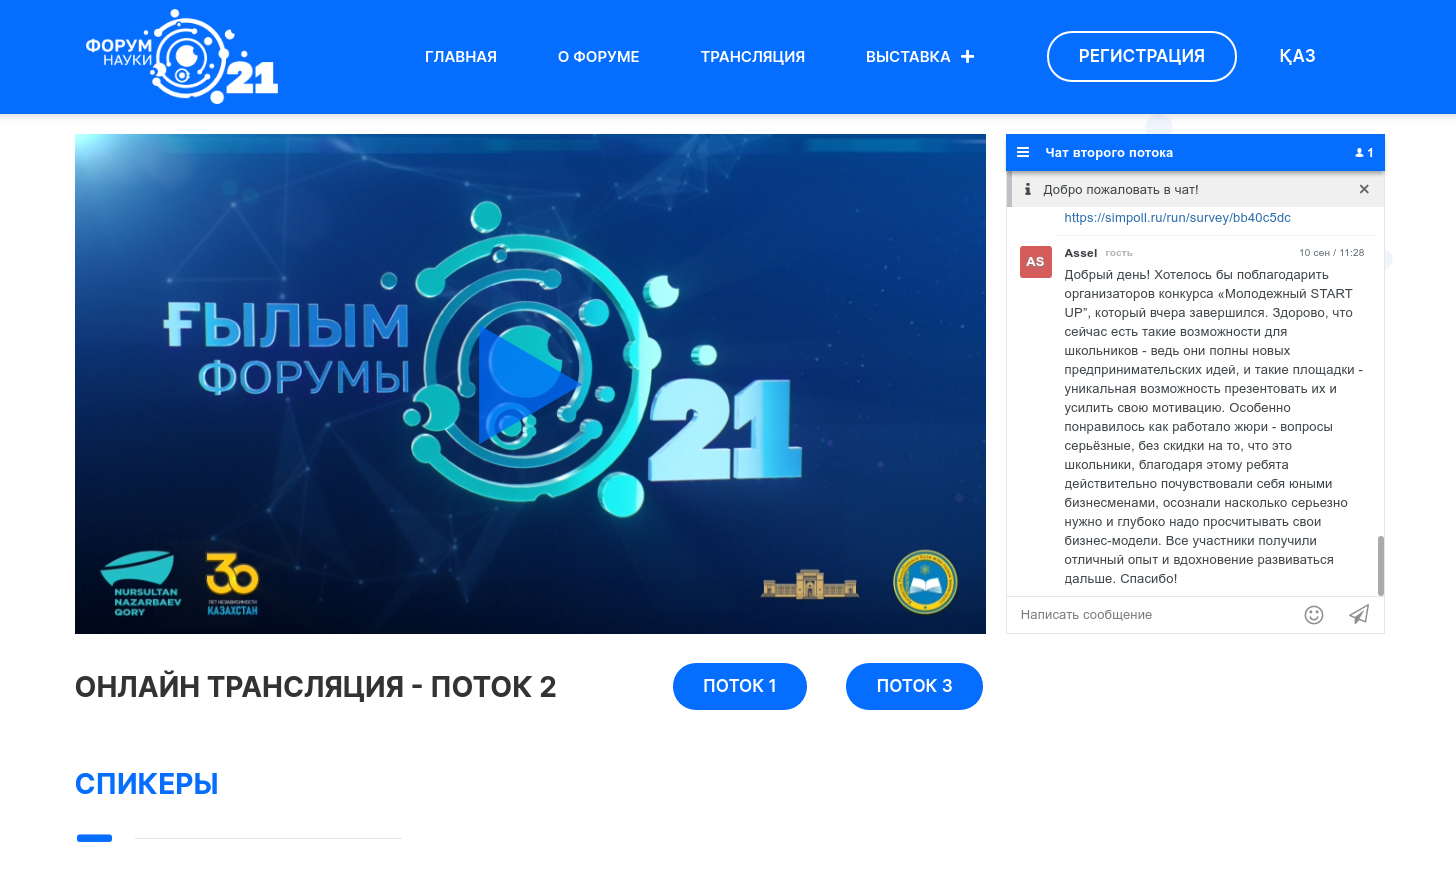 ФОРУМ
НАУКИ
21
ГЛАВНАЯ
О ФОРУМЕ
ТРАНСЛЯЦИЯ
ВЫСТАВКА +
РЕГИСТРАЦИЯ
ҚАЗ
ҒЫЛЫМ
ФОРУМЫ
21
NURSULTAN
NAZARBAEV
QORY
30
ЛЕТ НЕЗАВИСИМОСТИ
КАЗАХСТАН
Чат второго потока
1
Добро пожаловать в чат!
https://simpoll.ru/run/survey/bb40c5dc
AS
Assel гость 10 сен / 11:28
Добрый день! Хотелось бы поблагодарить
организаторов конкурса «Молодежный START
UP”, который вчера завершился. Здорово, что
сейчас есть такие возможности для
школьников - ведь они полны новых
предпринимательских идей, и такие площадки -
уникальная возможность презентовать их и
усилить свою мотивацию. Особенно
понравилось как работало жюри - вопросы
серьёзные, без скидки на то, что это
школьники, благодаря этому ребята
действительно почувствовали себя юными
бизнесменами, осознали насколько серьезно
нужно и глубоко надо просчитывать свои
бизнес-модели. Все участники получили
отличный опыт и вдохновение развиваться
дальше. Спасибо!
Написать сообщение
ОНЛАЙН ТРАНСЛЯЦИЯ - ПОТОК 2
ПОТОК 1
ПОТОК 3
СПИКЕРЫ